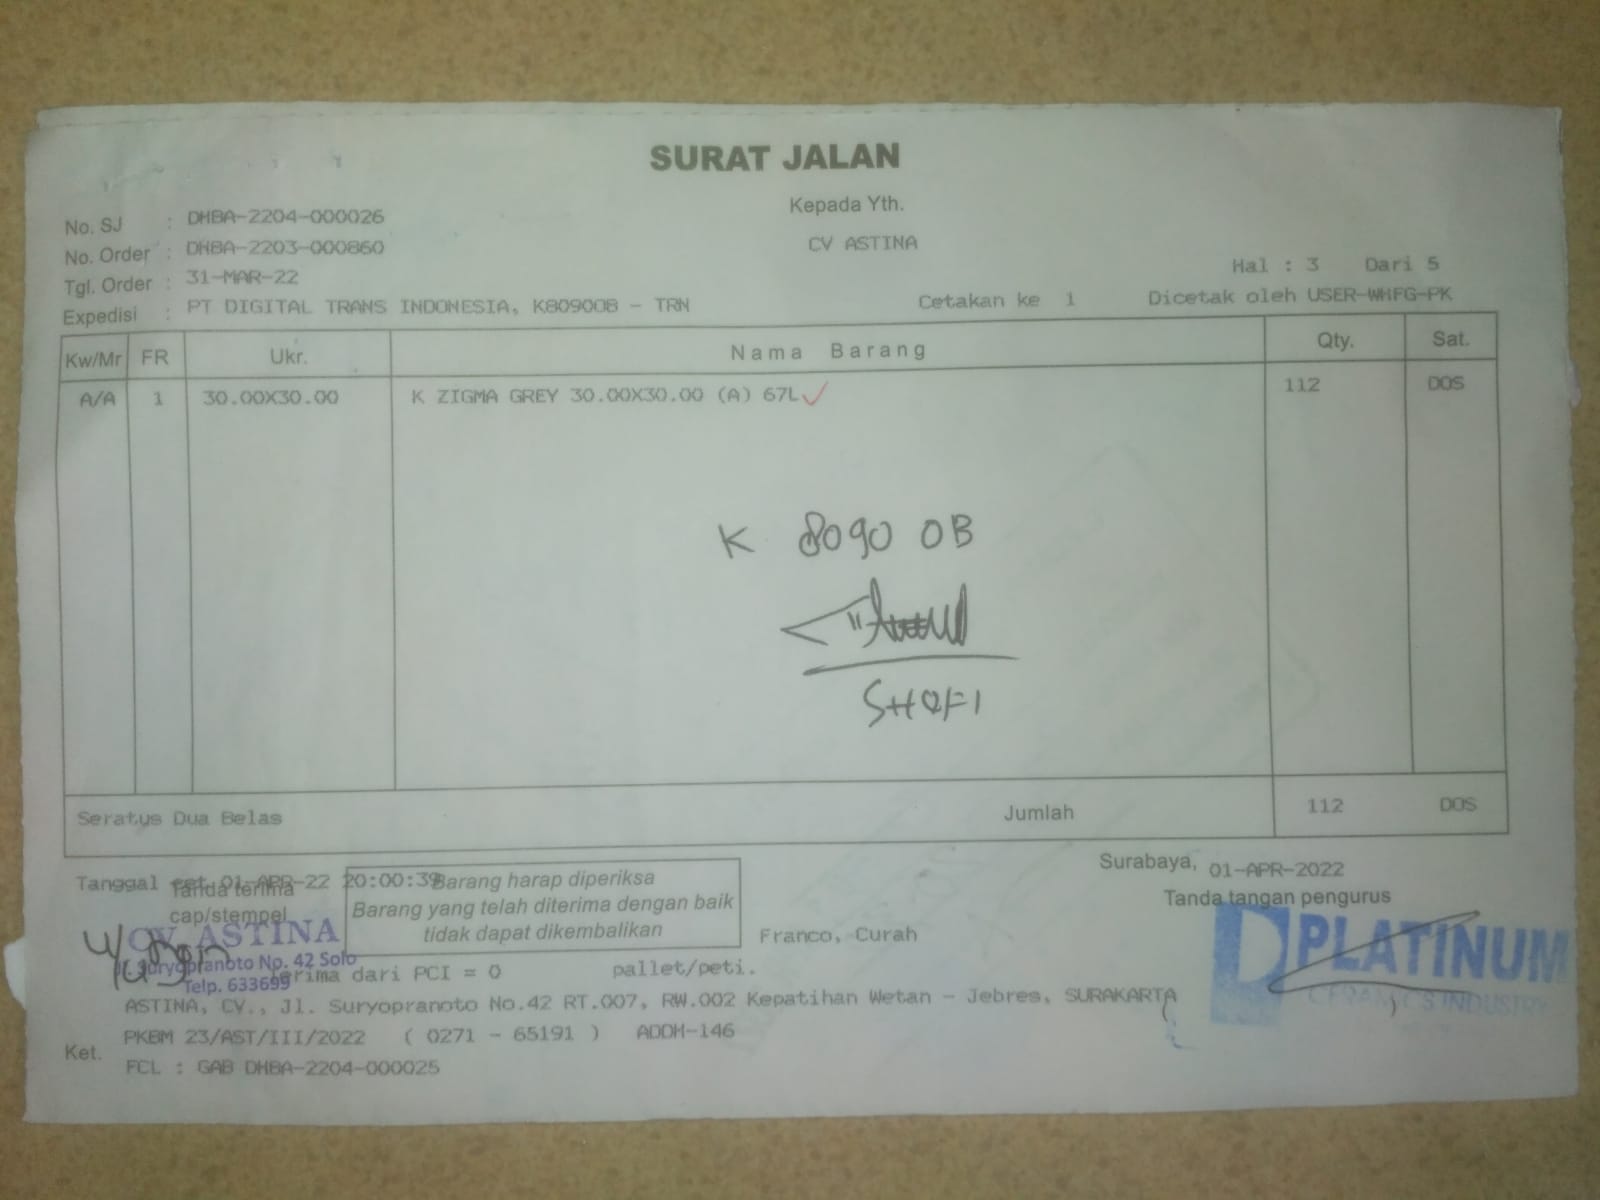 SURAT JALAN
No. SJ : DHBA-2204-000026
No. Order : DHBA-2203-000860
Tgl. Order : 31-MAR-22
Expedisi : PT DIGITAL TRANS INDONESIA, K8090OB - TRN
Kepada Yth.
CV ASTINA
Hal : 3 Dari 5
Cetakan ke 1 Dicetak oleh USER-WHFG-PK
Kw/Mr FR Ukr. Nama Barang Qty. Sat.
A/A 1 30.00X30.00 K ZIGMA GREY 30.00X30.00 (A) 67L 112 DOS
K 8090 OB
SHOFI
Seratus Dua Belas Jumlah 112 DOS
Tanggal cet 01-APR-22 20:00:39
Tanda terima
cap/stempel
CV. ASTINA
Jl. Suryopranoto No. 42 Solo
Telp. 633699
Barang harap diperiksa
Barang yang telah diterima dengan baik
tidak dapat dikembalikan
Surabaya, 01-APR-2022
Tanda tangan pengurus
PLATINUM
CERAMICS INDUSTRY
Franco, Curah
Terima dari PCI = 0 pallet/peti.
ASTINA, CV., Jl. Suryopranoto No.42 RT.007, RW.002 Kepatihan Wetan - Jebres, SURAKARTA
( )
PKBM 23/AST/III/2022 ( 0271 - 65191 ) ADDH-146
Ket.
FCL : GAB DHBA-2204-000025